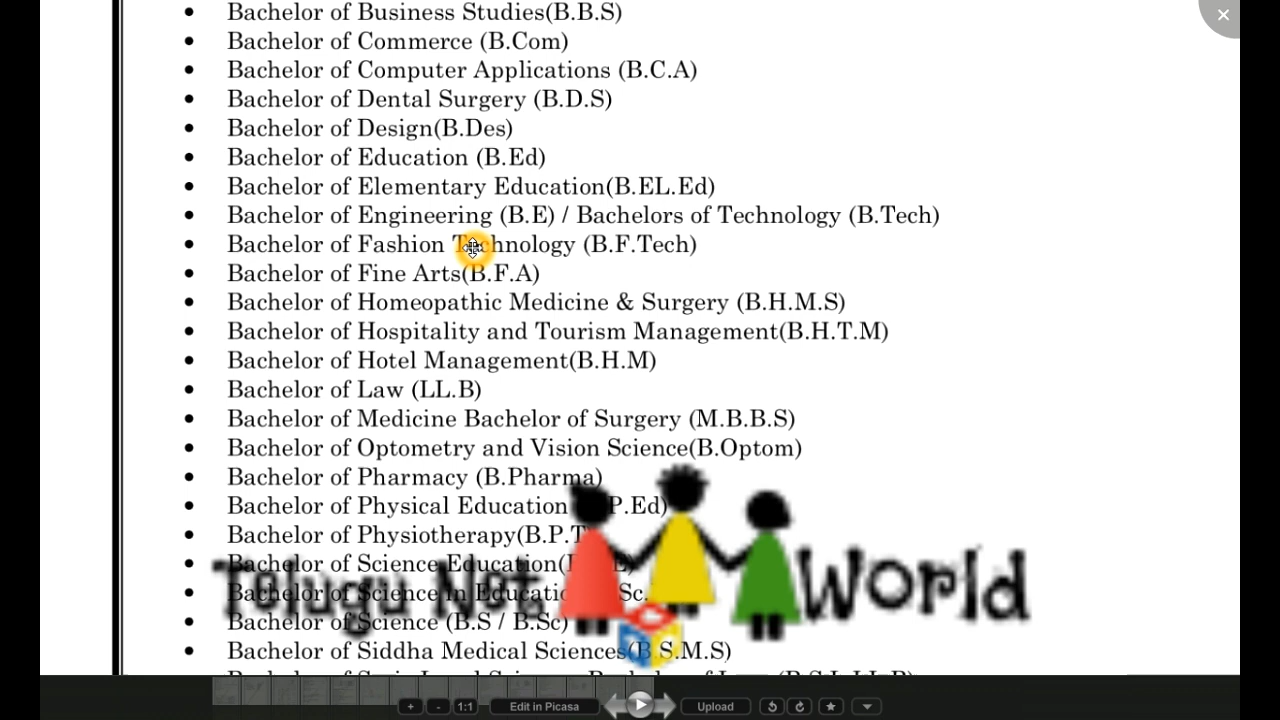 Bachelor of Business Studies(B.B.S)
Bachelor of Commerce (B.Com)
Bachelor of Computer Applications (B.C.A)
Bachelor of Dental Surgery (B.D.S)
Bachelor of Design(B.Des)
Bachelor of Education (B.Ed)
Bachelor of Elementary Education(B.EL.Ed)
Bachelor of Engineering (B.E) / Bachelors of Technology (B.Tech)
Bachelor of Fashion Technology (B.F.Tech)
Bachelor of Fine Arts(B.F.A)
Bachelor of Homeopathic Medicine & Surgery (B.H.M.S)
Bachelor of Hospitality and Tourism Management(B.H.T.M)
Bachelor of Hotel Management(B.H.M)
Bachelor of Law (LL.B)
Bachelor of Medicine Bachelor of Surgery (M.B.B.S)
Bachelor of Optometry and Vision Science(B.Optom)
Bachelor of Pharmacy (B.Pharma)
Bachelor of Physical Education
Bachelor of Physiotherapy(B.P.T
Bachelor of Science Education
Bachelor of Science in
Bachelor of Science (B.S / B.Sc)
Bachelor of Siddha Medical Sciences(B.S.M.S)
Telugu Net World
+ - 1:1 Edit in Picasa Upload